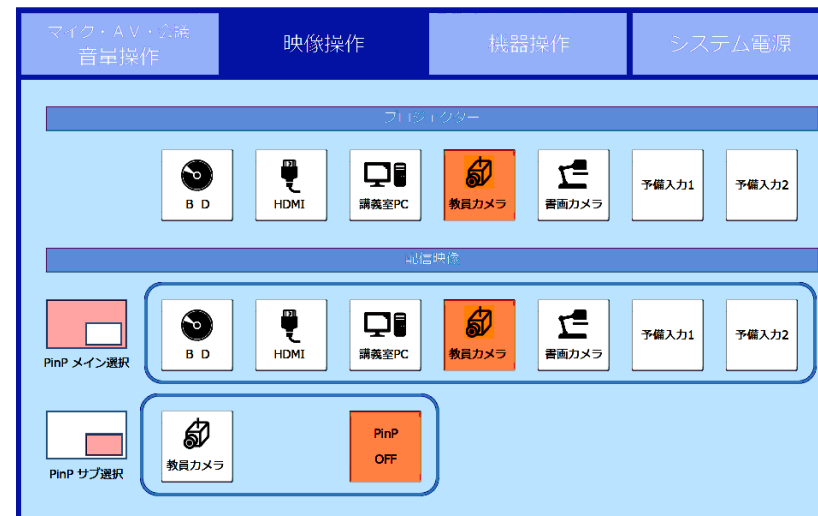 マイク・AV・会議
音量操作
映像操作
機器操作
システム電源
プロジェクター
BD
HDMI
講義室PC
教員カメラ
書画カメラ
予備入力1
予備入力2
配信映像
PinP メイン選択
BD
HDMI
講義室PC
教員カメラ
書画カメラ
予備入力1
予備入力2
PinP サブ選択
教員カメラ
PinP
OFF